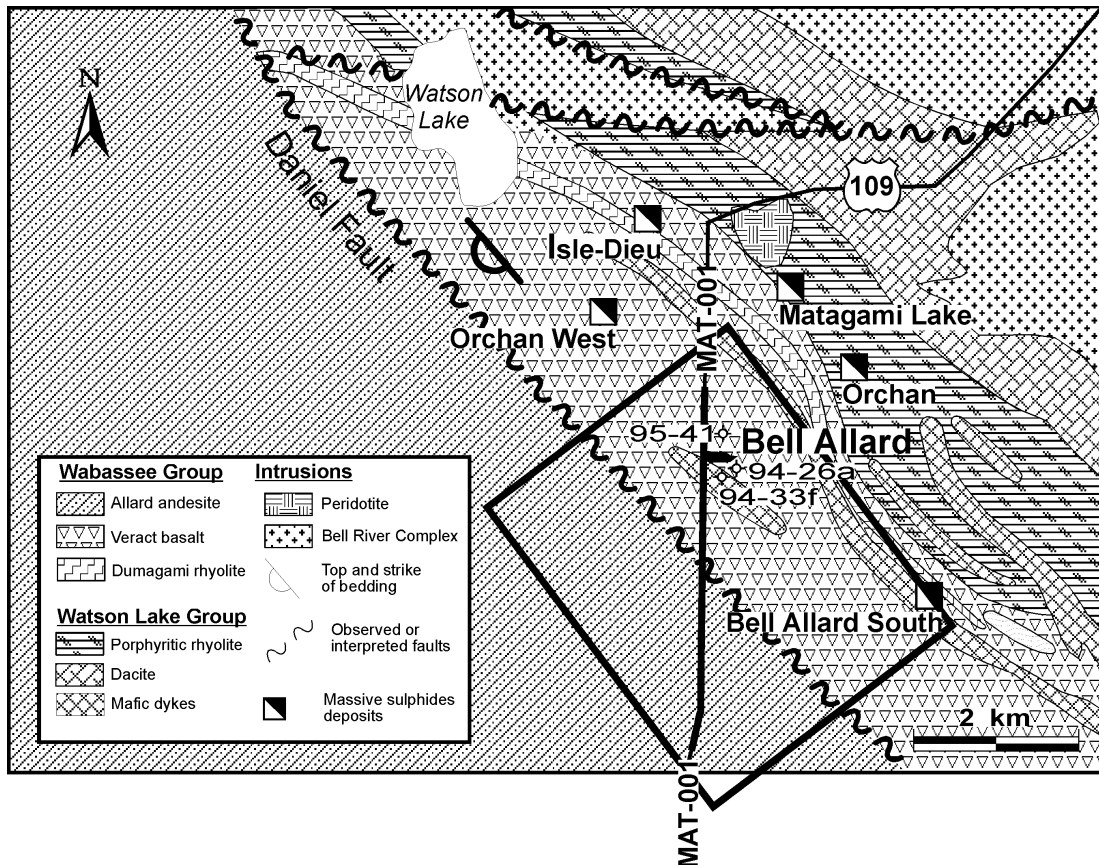 N
Watson
Lake
109
Daniel Fault
Isle-Dieu
MAT-001
Matagami Lake
Orchan West
Orchan
95-41
Bell Allard
94-26a
94-33f
Bell Allard South
2 km
MAT-001
Wabassee Group
Allard andesite
Veract basalt
Dumagami rhyolite
Watson Lake Group
Porphyritic rhyolite
Dacite
Mafic dykes
Intrusions
Peridotite
Bell River Complex
Top and strike
of bedding
Observed or
interpreted faults
Massive sulphides
deposits